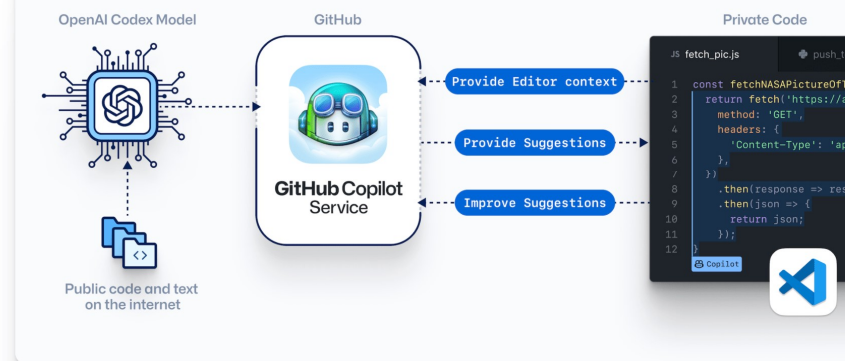 OpenAI Codex Model
GitHub
Private Code
Public code and text
on the internet
GitHub Copilot
Service
Provide Editor context
Provide Suggestions
Improve Suggestions
JS fetch_pic.js
push_t
1 const fetchNASAPictureOfT
2 return fetch('https://a
3 method: 'GET',
4 headers: {
5 'Content-Type': 'ap
6 },
7 })
8 .then(response => res
9 .then(json => {
10 return json;
11 });
12 }
Copilot